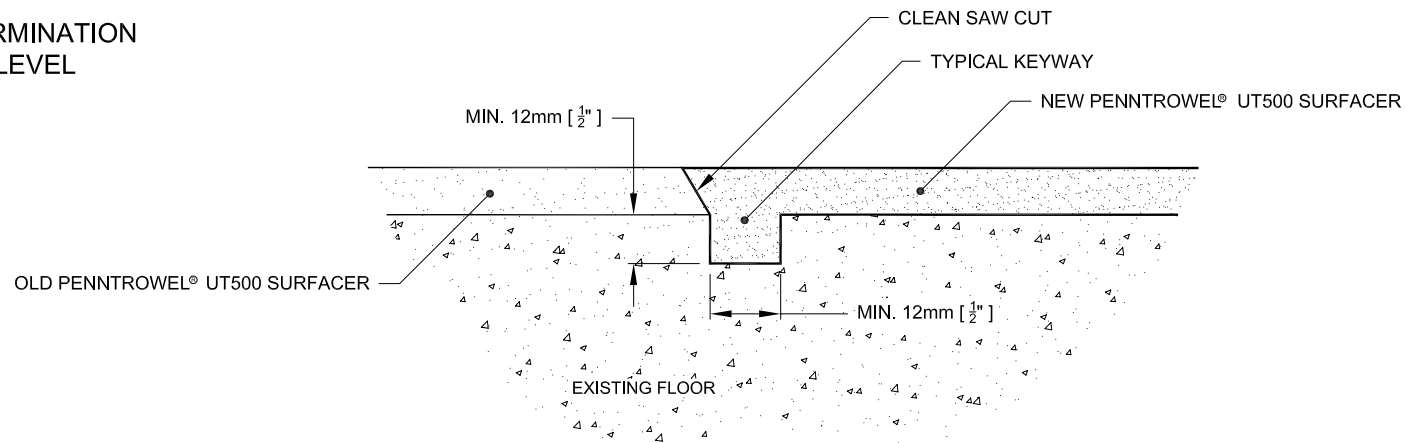 RMINATION
LEVEL
CLEAN SAW CUT
TYPICAL KEYWAY
NEW PENNTROWEL® UT500 SURFACER
MIN. 12mm [ ½" ]
OLD PENNTROWEL® UT500 SURFACER
MIN. 12mm [ ½" ]
EXISTING FLOOR